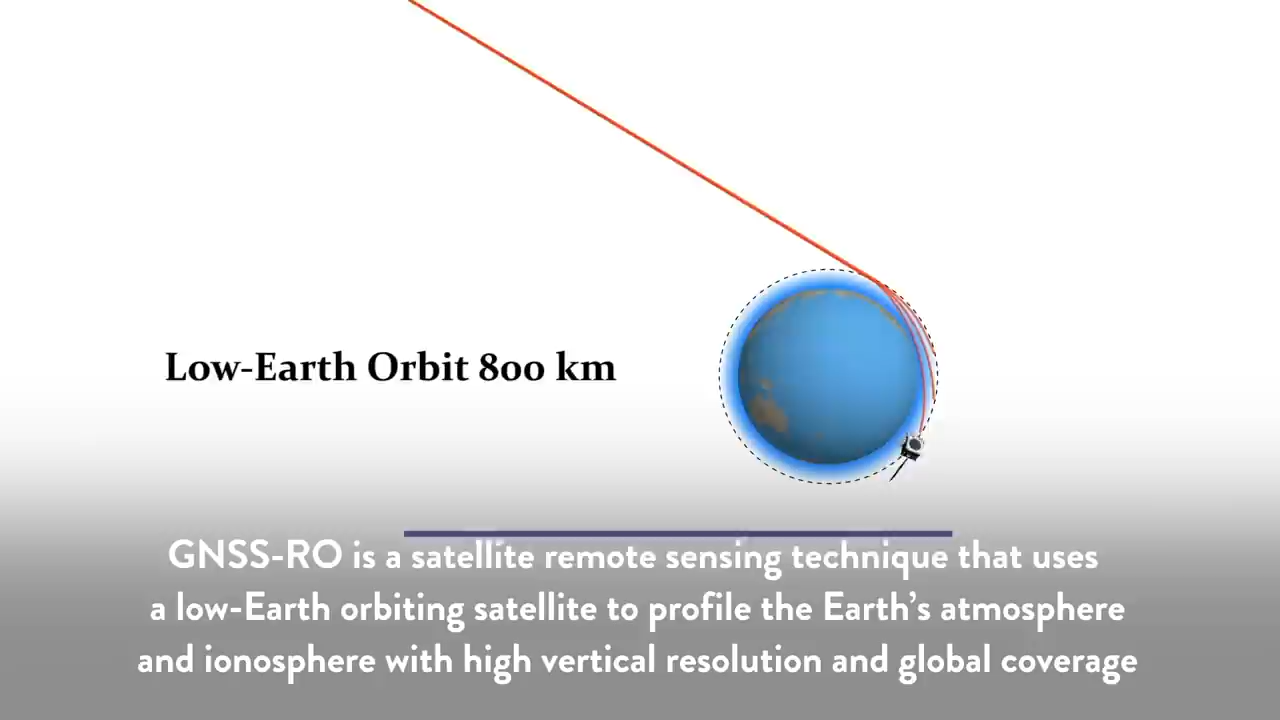 Low-Earth Orbit 800 km
GNSS-RO is a satellite remote sensing technique that uses
a low-Earth orbiting satellite to profile the Earth’s atmosphere
and ionosphere with high vertical resolution and global coverage